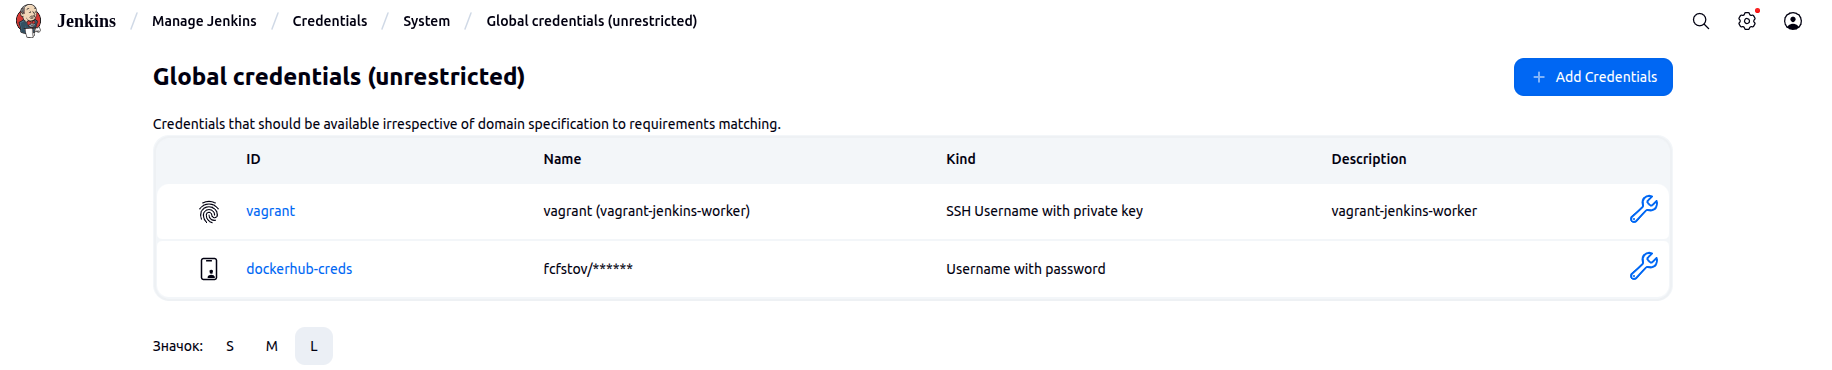 Jenkins / Manage Jenkins / Credentials / System / Global credentials (unrestricted)
Global credentials (unrestricted)
+ Add Credentials
Credentials that should be available irrespective of domain specification to requirements matching.
ID Name Kind Description
vagrant vagrant (vagrant-jenkins-worker) SSH Username with private key vagrant-jenkins-worker
dockerhub-creds fcfstov/****** Username with password
Значок: S M L